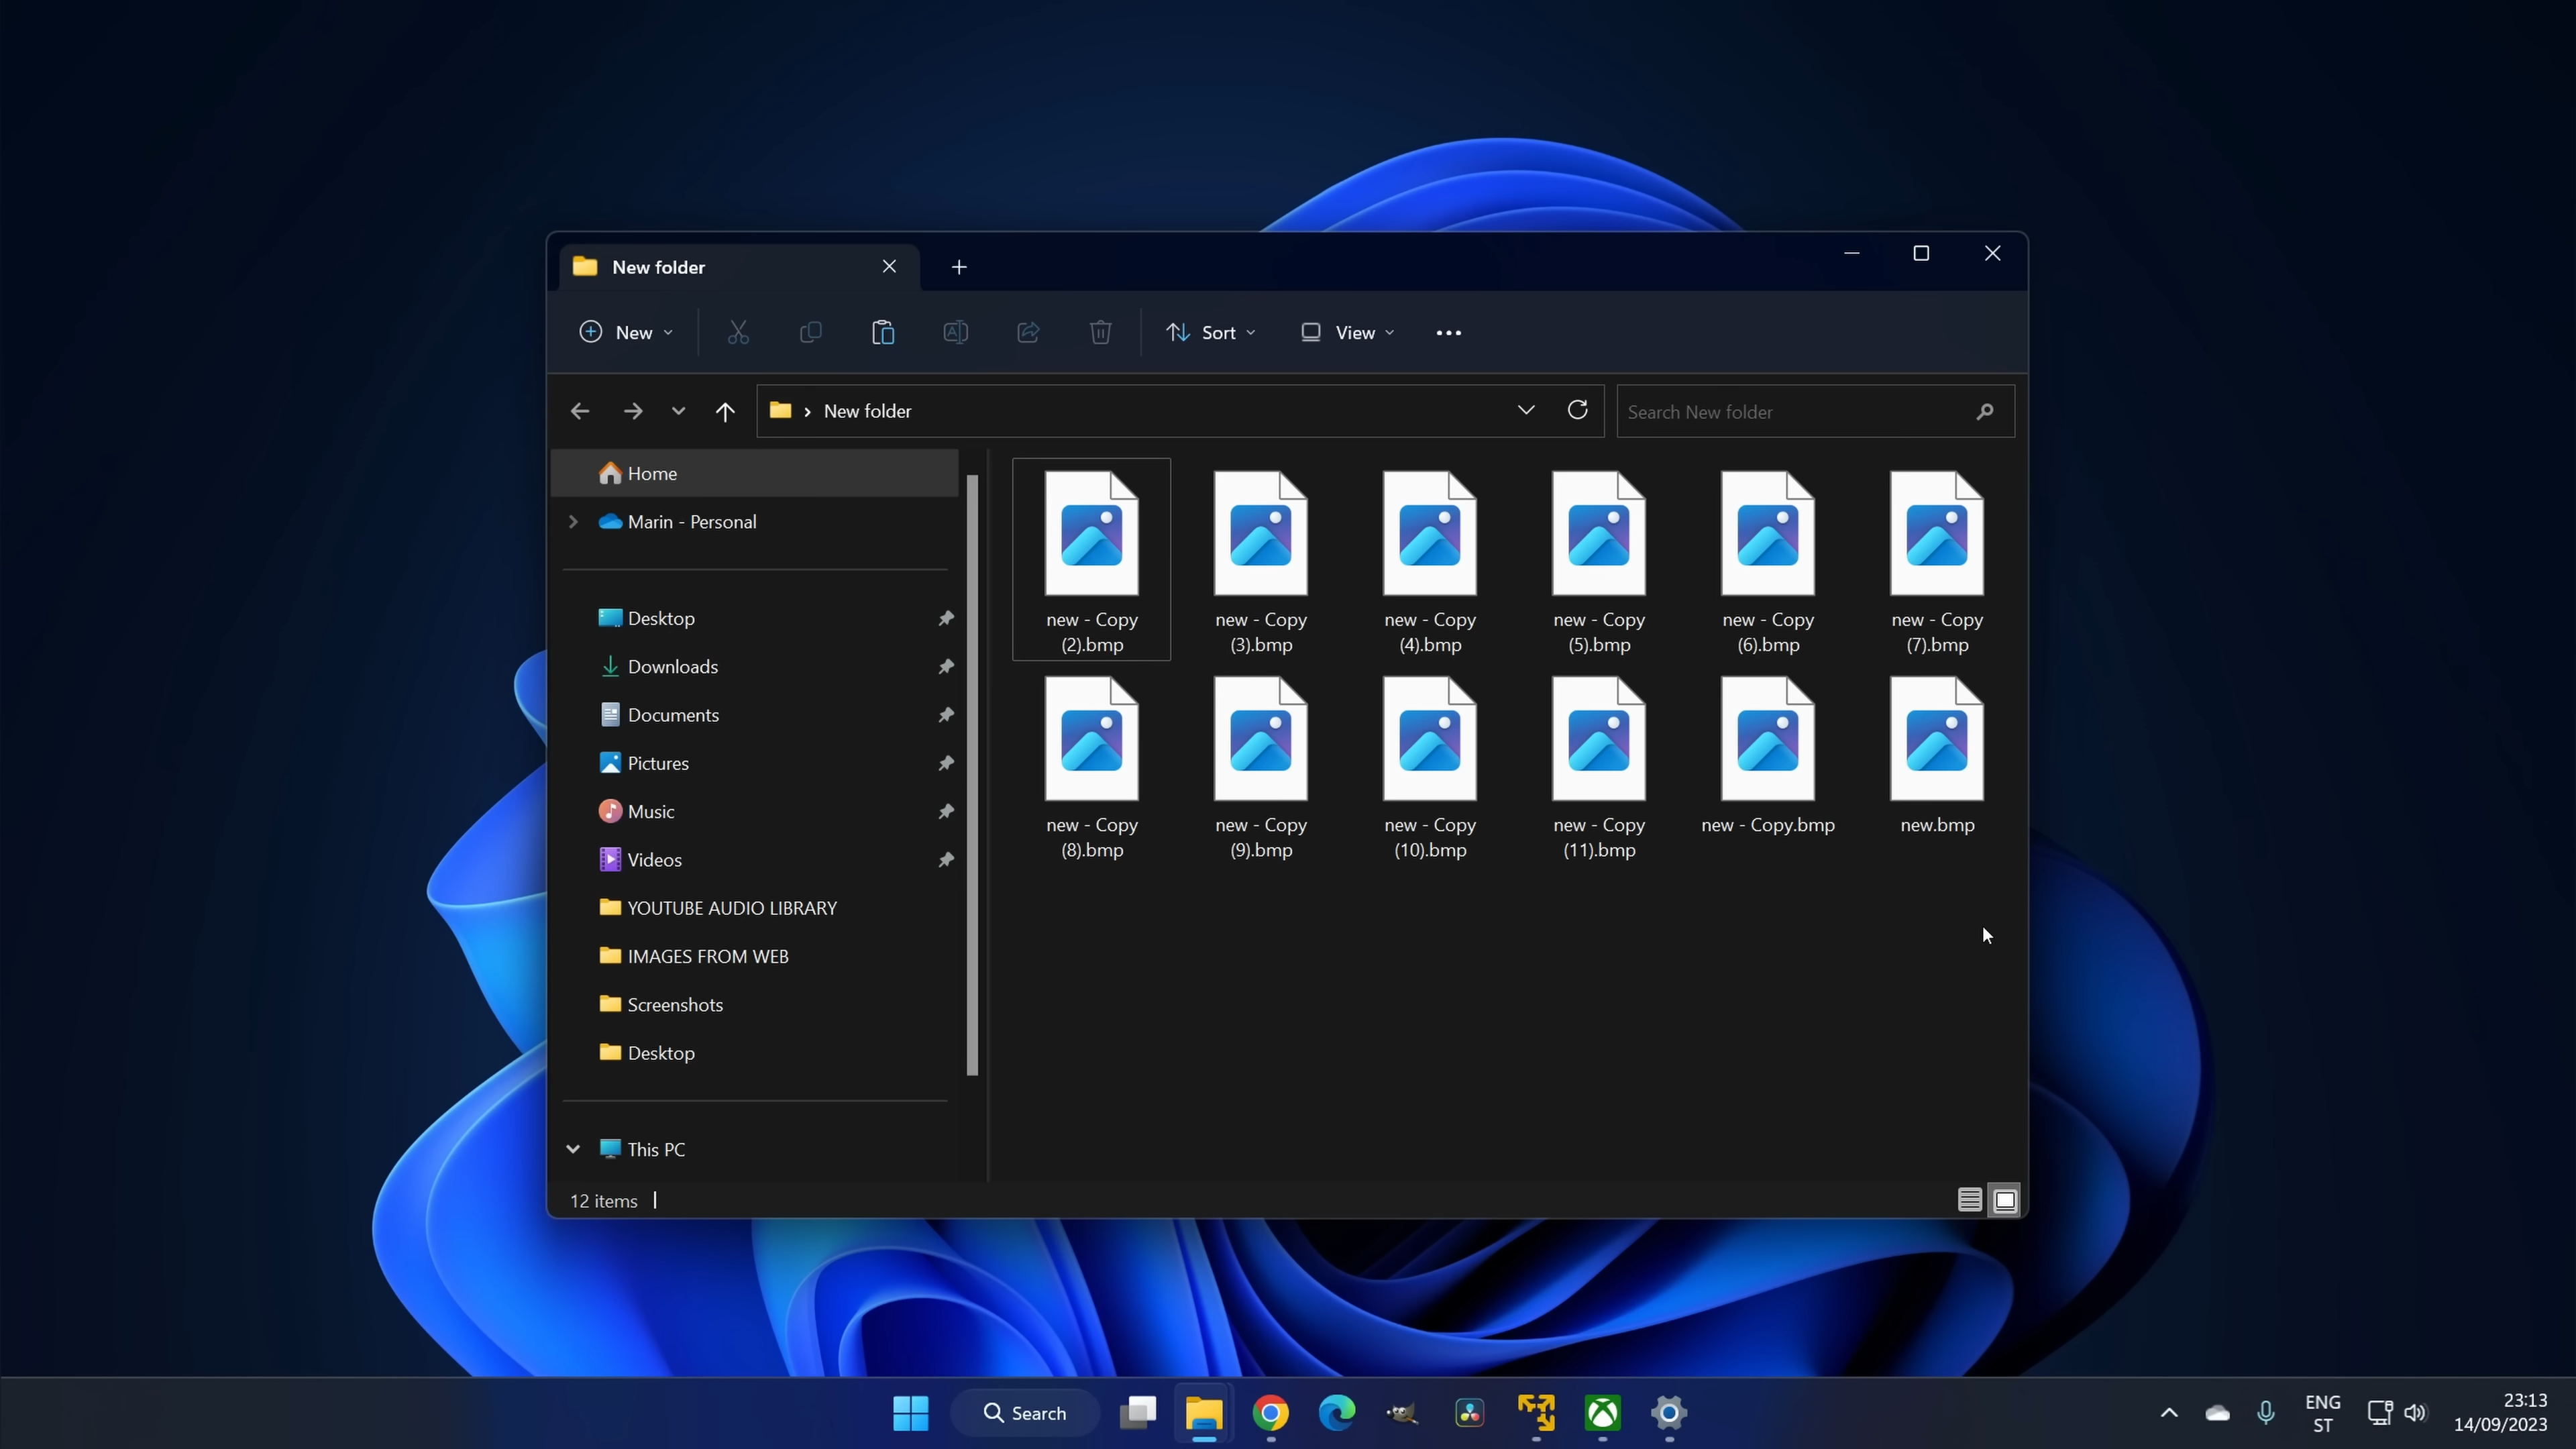 New folder
New
Sort
View
New folder
Search New folder
Home
Marin - Personal
Desktop
Downloads
Documents
Pictures
Music
Videos
YOUTUBE AUDIO LIBRARY
IMAGES FROM WEB
Screenshots
Desktop
This PC
new - Copy
(2).bmp
new - Copy
(3).bmp
new - Copy
(4).bmp
new - Copy
(5).bmp
new - Copy
(6).bmp
new - Copy
(7).bmp
new - Copy
(8).bmp
new - Copy
(9).bmp
new - Copy
(10).bmp
new - Copy
(11).bmp
new - Copy.bmp
new.bmp
12 items
Search
ENG
ST
23:13
14/09/2023